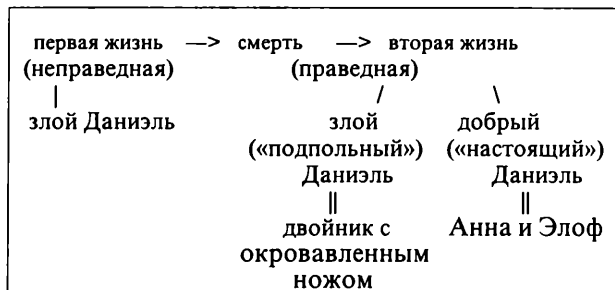 первая жизнь —> смерть —> вторая жизнь
(неправедная) (праведная)
| / \
злой Даниэль злой добрый
(«подпольный») («настоящий»)
Даниэль Даниэль
|| ||
двойник с Анна и Элоф
окровавленным
ножом